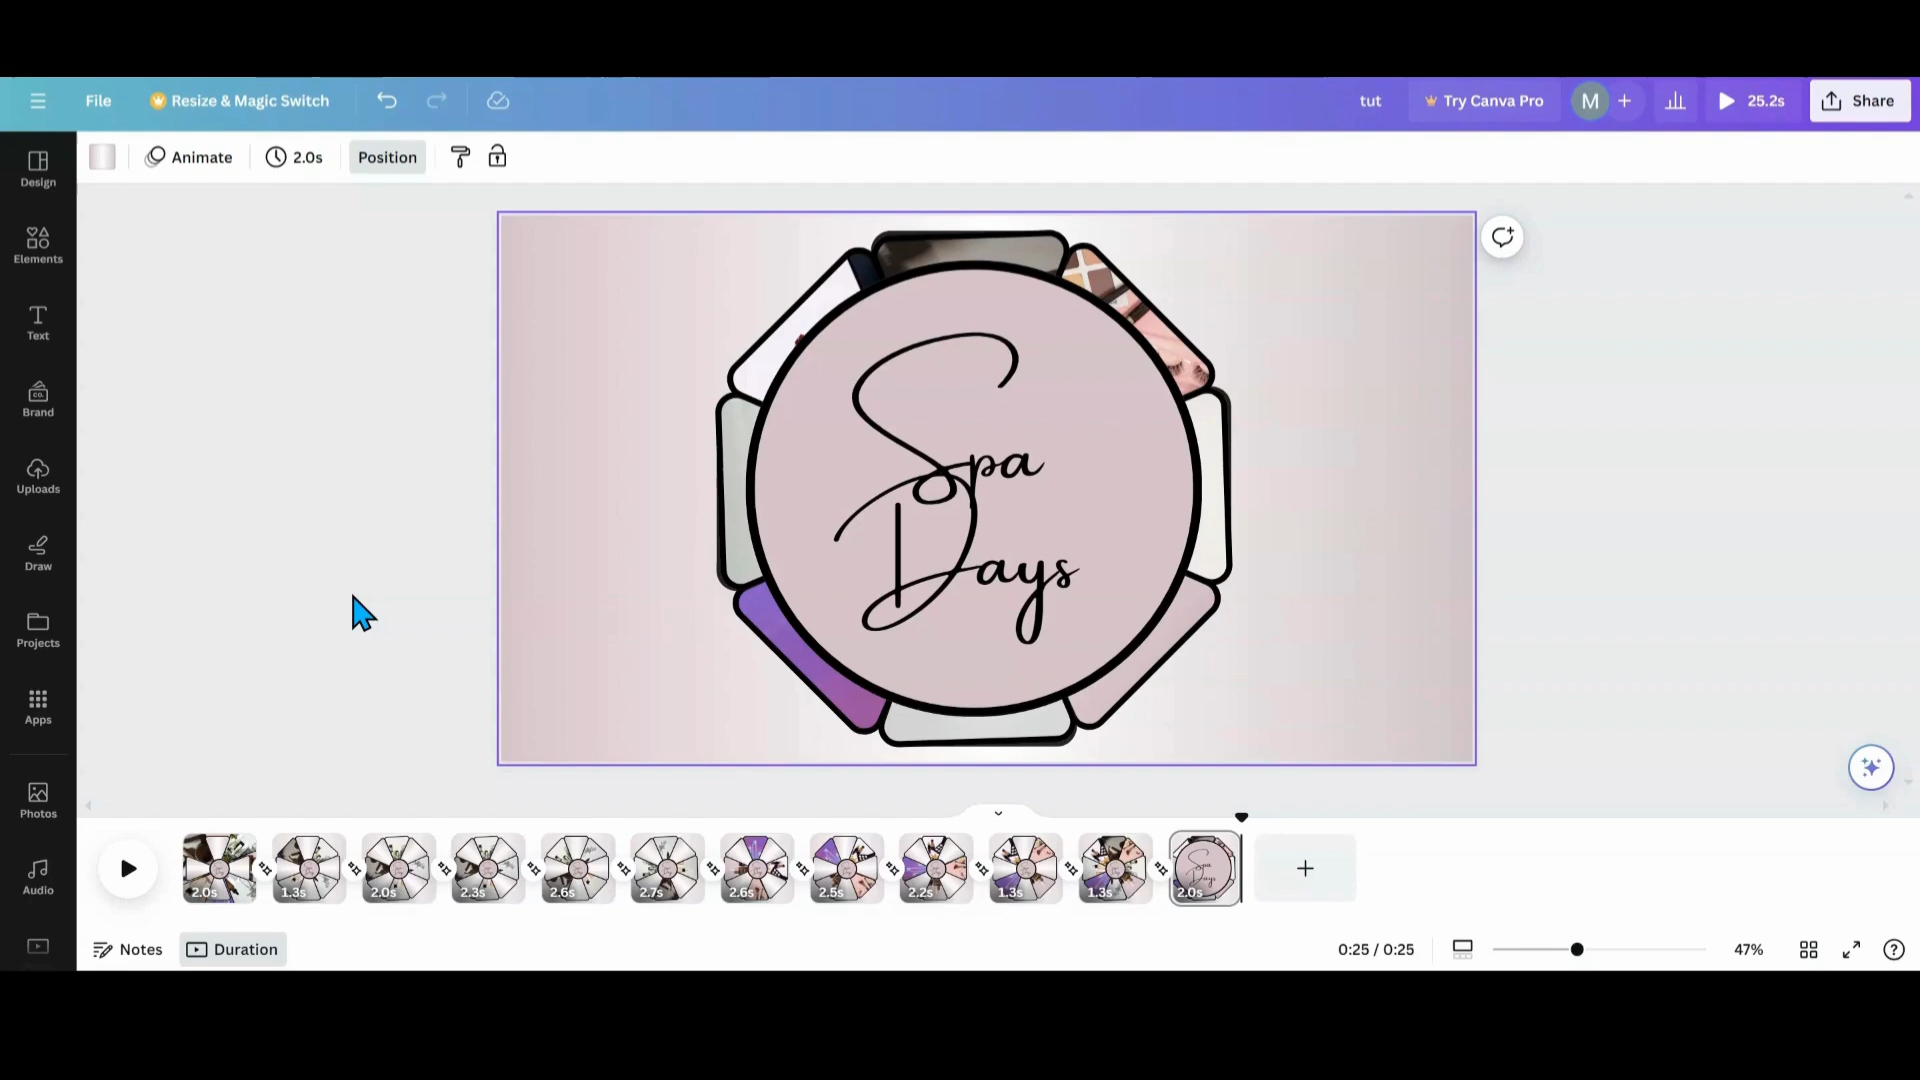 File
Resize & Magic Switch
tut
Try Canva Pro
M
25.2s
Share
Animate
2.0s
Position
Design
Elements
Text
CO.
Brand
Uploads
Draw
Projects
Apps
Photos
Audio
Spa
Days
2.0s
1.3s
2.0s
2.3s
2.6s
2.7s
2.6s
2.5s
2.2s
1.3s
1.3s
2.0s
Notes
Duration
0:25 / 0:25
47%